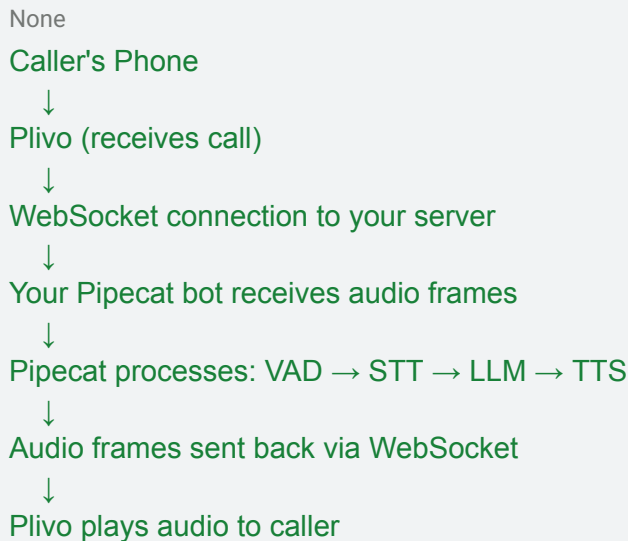 None
Caller's Phone
↓
Plivo (receives call)
↓
WebSocket connection to your server
↓
Your Pipecat bot receives audio frames
↓
Pipecat processes: VAD → STT → LLM → TTS
↓
Audio frames sent back via WebSocket
↓
Plivo plays audio to caller